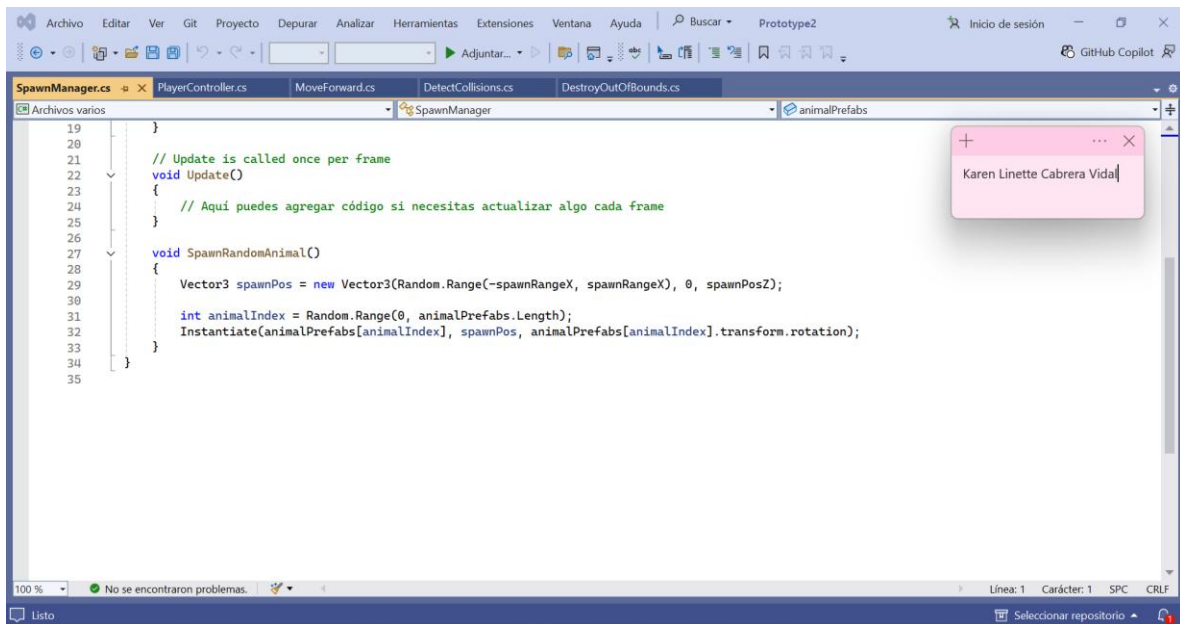 Archivo Editar Ver Git Proyecto Depurar Analizar Herramientas Extensiones Ventana Ayuda Buscar Prototype2 Inicio de sesión
Adjuntar... GitHub Copilot
SpawnManager.cs PlayerController.cs MoveForward.cs DetectCollisions.cs DestroyOutOfBounds.cs
Archivos varios SpawnManager animalPrefabs
19 }
20
21 // Update is called once per frame
22 void Update()
23 {
24 // Aquí puedes agregar código si necesitas actualizar algo cada frame
25 }
26
27 void SpawnRandomAnimal()
28 {
29 Vector3 spawnPos = new Vector3(Random.Range(-spawnRangeX, spawnRangeX), 0, spawnPosZ);
30
31 int animalIndex = Random.Range(0, animalPrefabs.Length);
32 Instantiate(animalPrefabs[animalIndex], spawnPos, animalPrefabs[animalIndex].transform.rotation);
33 }
34 }
35
Karen Linette Cabrera Vidal
100 % No se encontraron problemas. Línea: 1 Carácter: 1 SPC CRLF
Listo Seleccionar repositorio